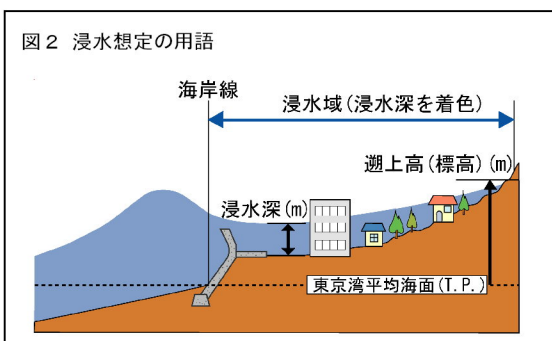 図2 浸水想定の用語
海岸線
浸水域(浸水深を着色)
遡上高(標高)(m)
浸水深(m)
東京湾平均海面(T.P.)